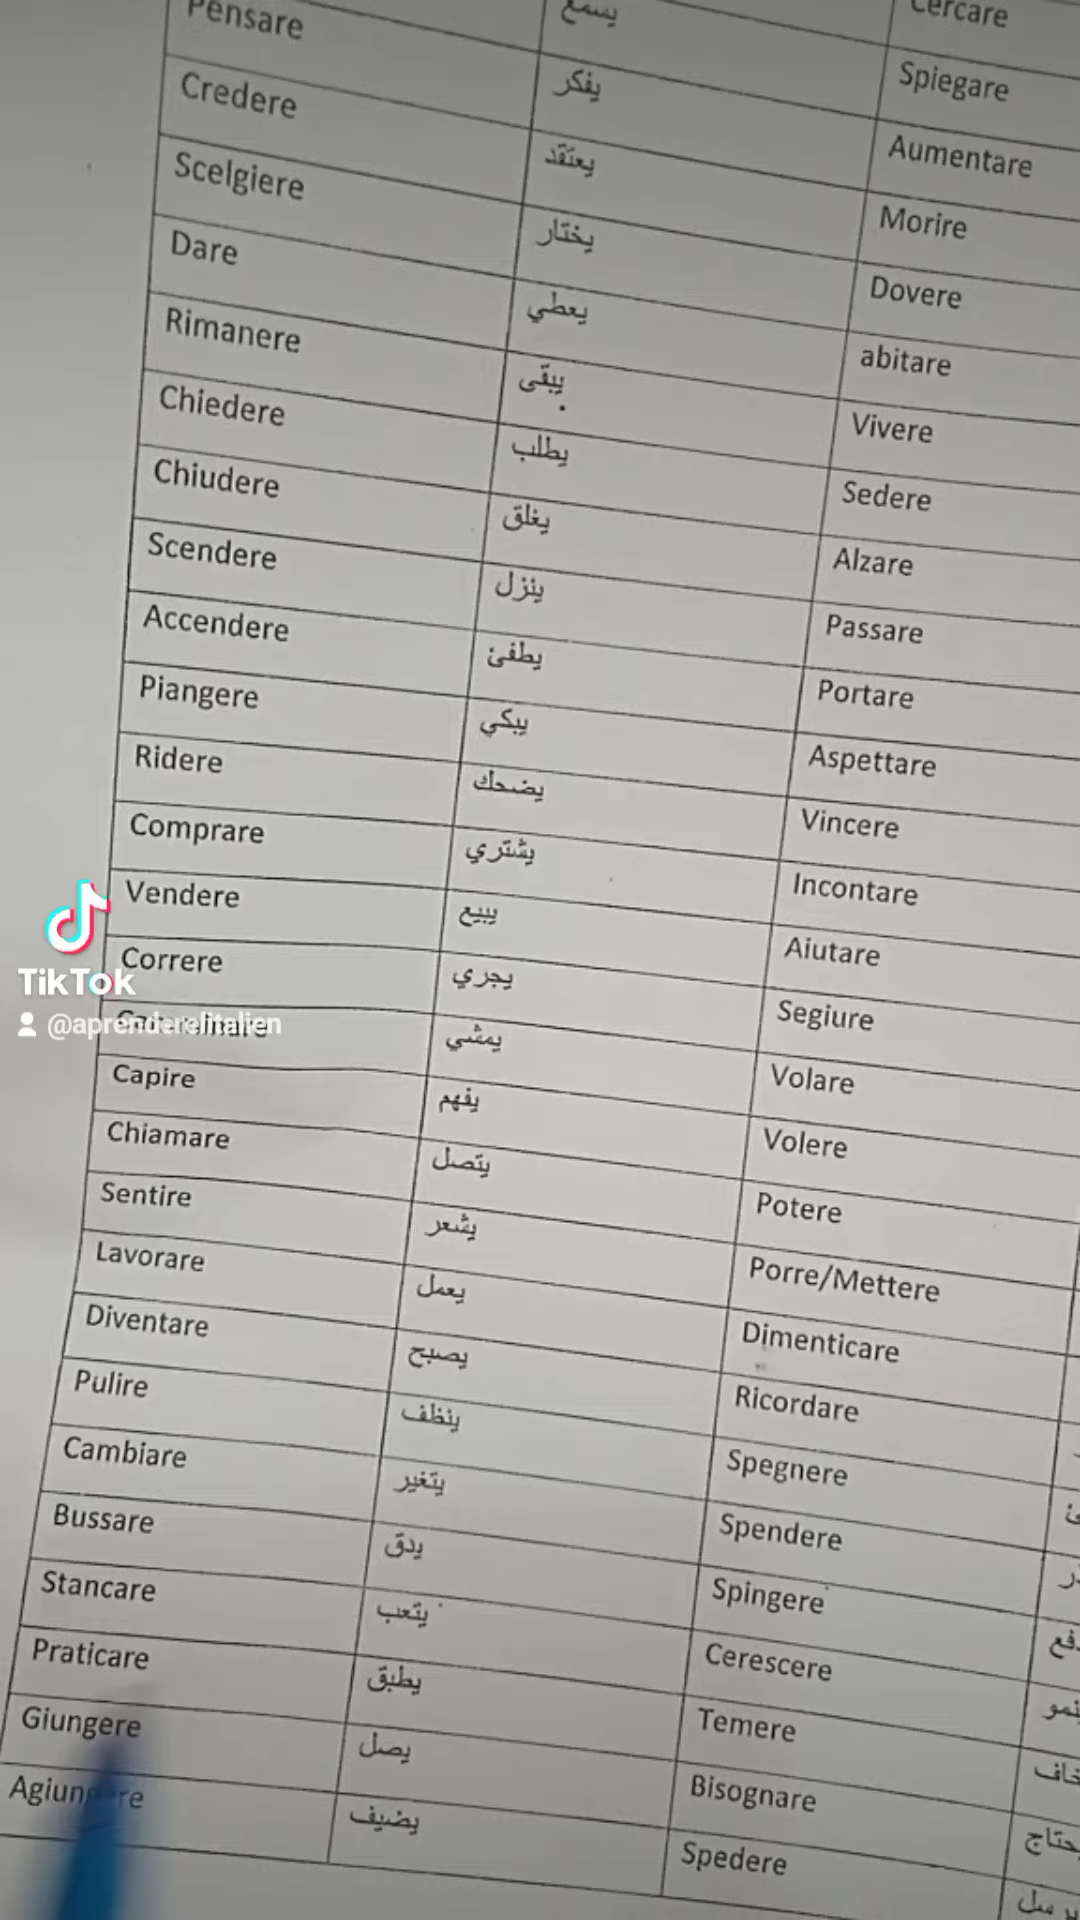 Pensare يسمع Cercare
Credere يفكر Spiegare
Scelgiere يعتقد Aumentare
Dare يختار Morire
Rimanere يعطي Dovere
Chiedere يبقى abitare
Chiudere يطلب Vivere
Scendere يغلق Sedere
Accendere ينزل Alzare
Piangere يطفئ Passare
Ridere يبكي Portare
Comprare يضحك Aspettare
Vendere يشتري Vincere
Correre يبيع Incontare
يجري Aiutare
Capire يمشي Segiure
Chiamare يفهم Volare
Sentire يتصل Volere
Lavorare يشعر Potere
Diventare يعمل Porre/Mettere
Pulire يصبح Dimenticare
Cambiare ينظف Ricordare
Bussare يتغير Spegnere
Stancare يدق Spendere
Praticare يتعب Spingere
Giungere يطبق Cerescere
يصل Temere
يضيف Bisognare
Spedere
TikTok
@aprenderelitalien